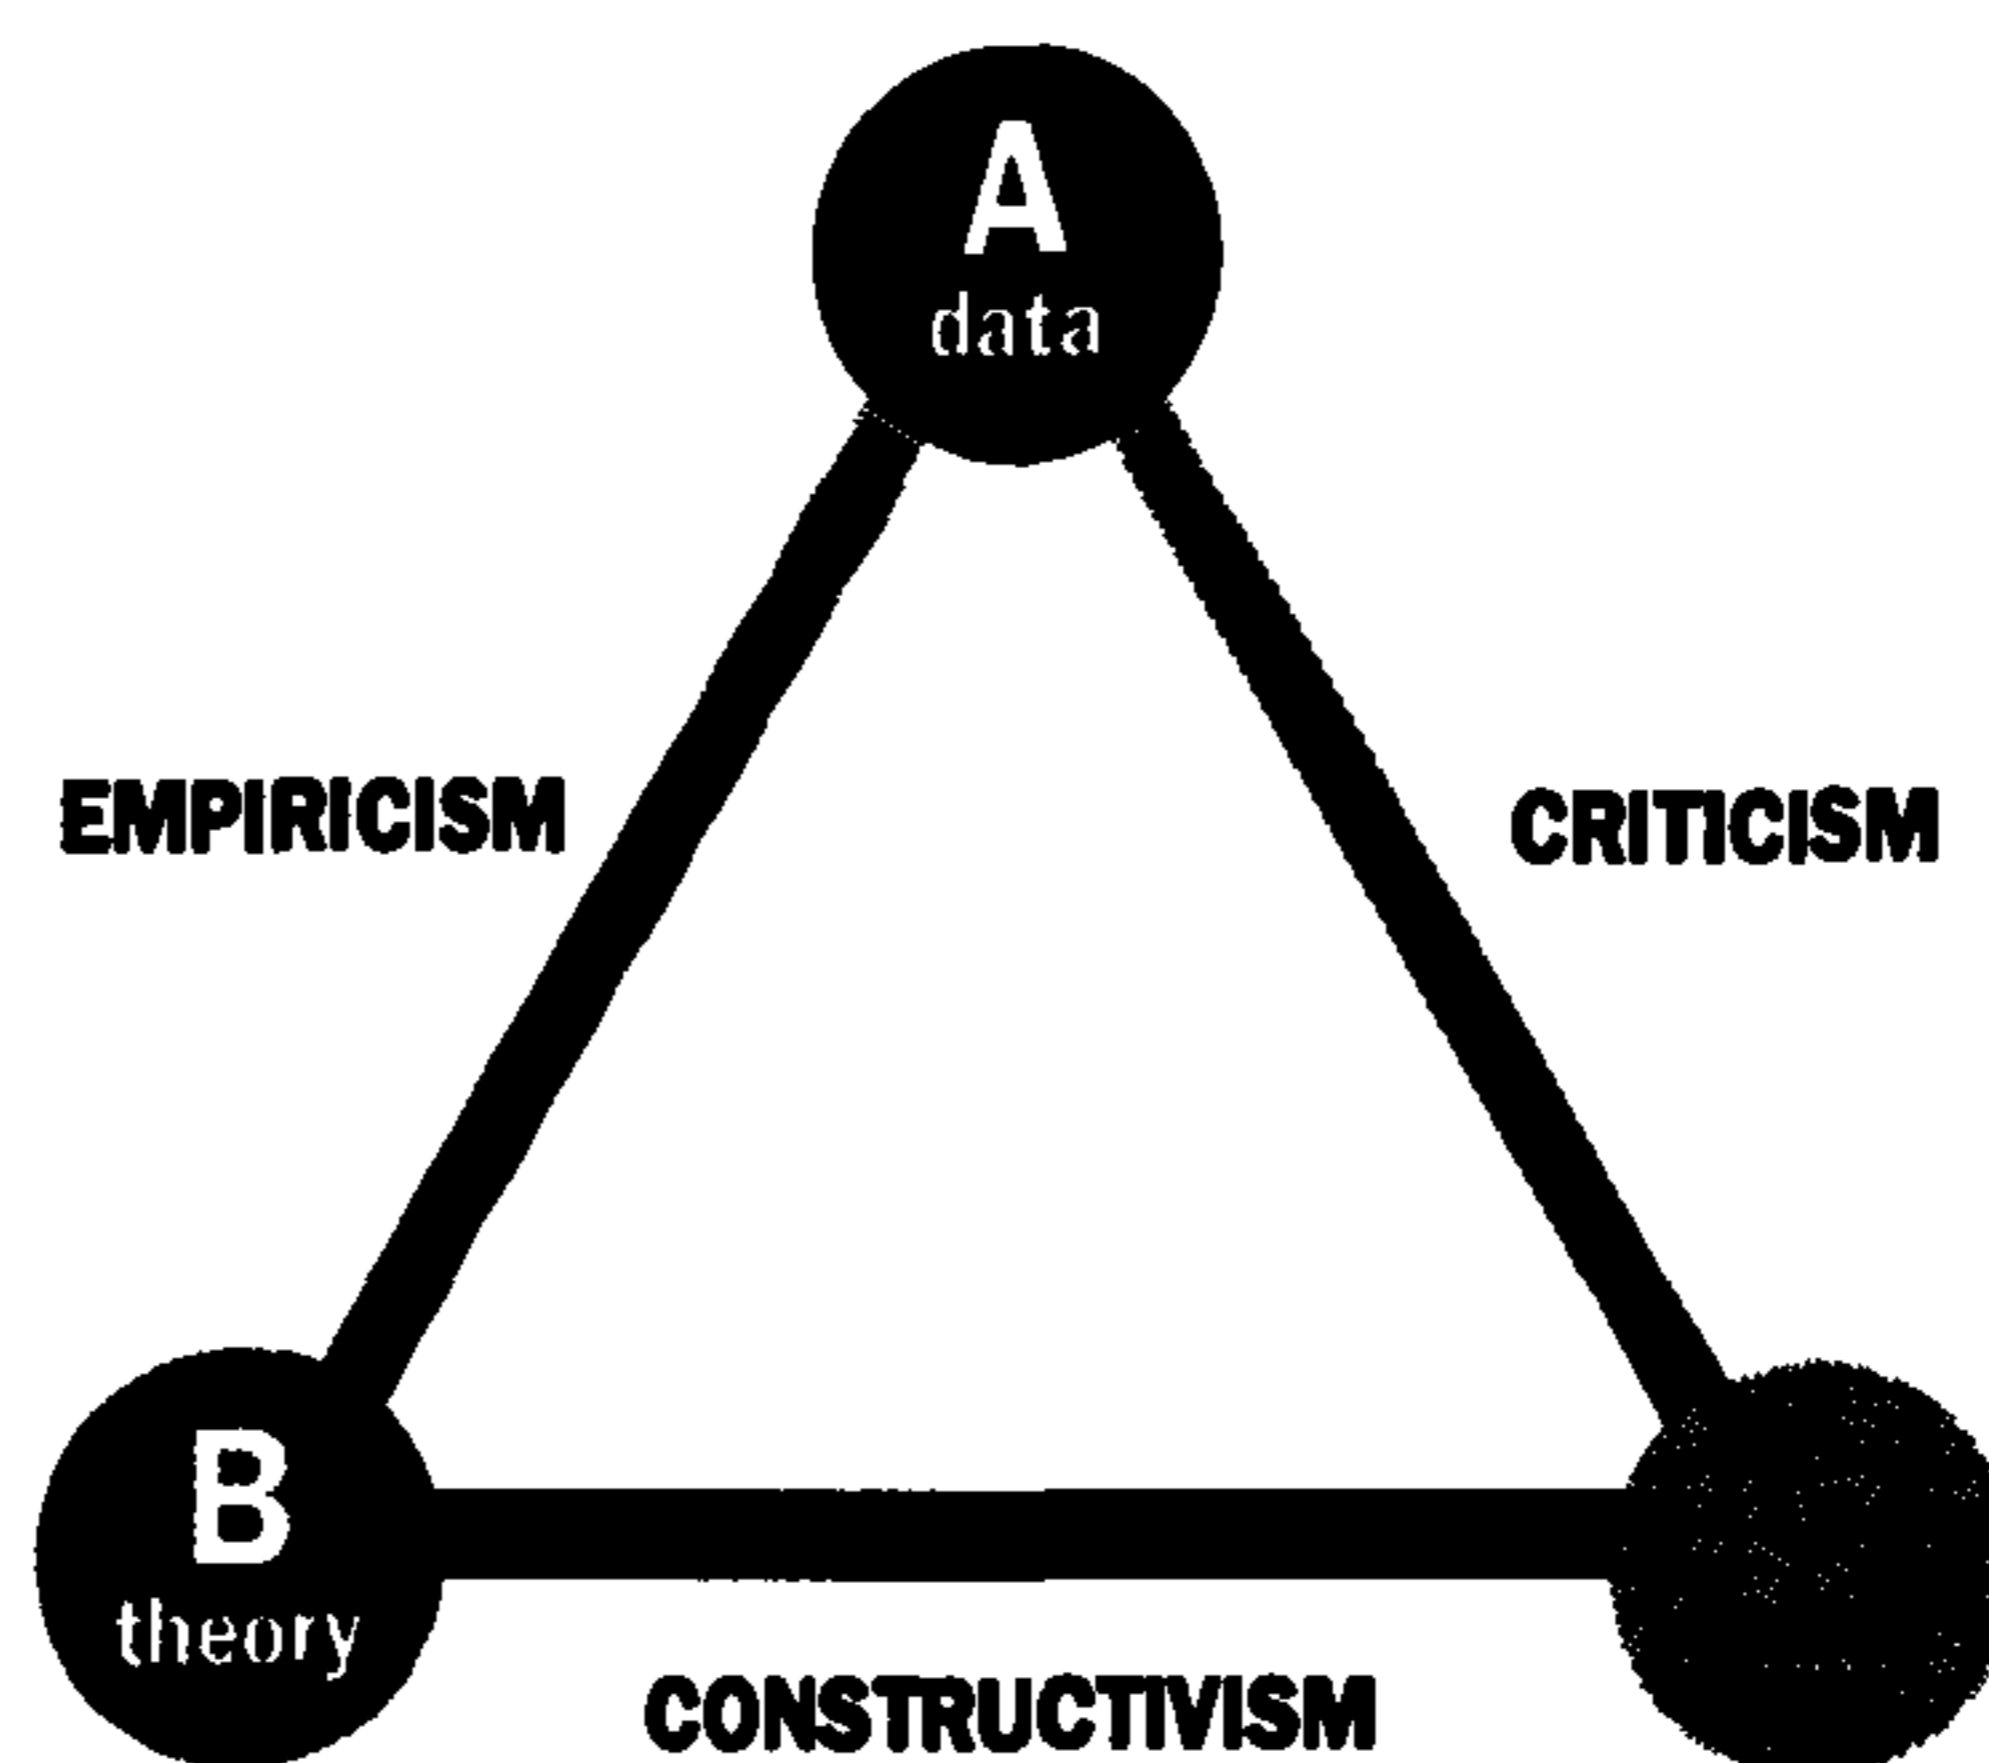 A
data
EMPIRICISM
CRITICISM
B
theory
CONSTRUCTIVISM